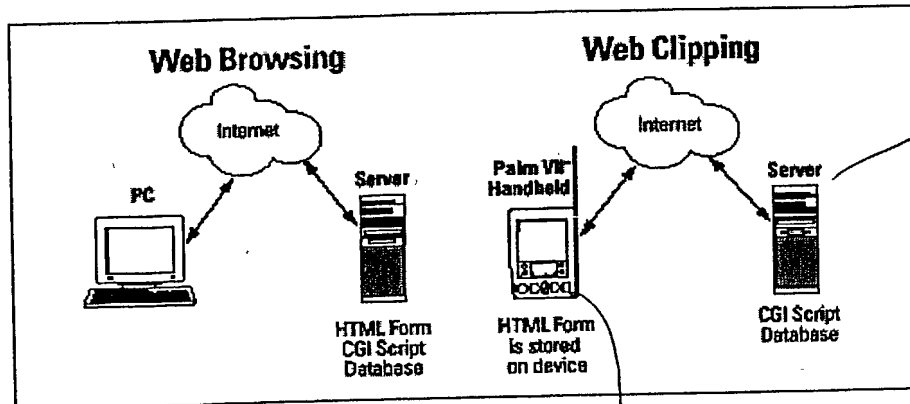 Web Browsing
Internet
PC
Server
HTML Form
CGI Script
Database
Web Clipping
Internet
Palm VII™
Handheld
Server
HTML Form
is stored
on device
CGI Script
Database